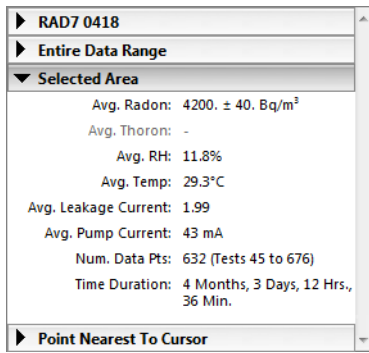 RAD7 0418
Entire Data Range
Selected Area
Avg. Radon: 4200. ± 40. Bq/m³
Avg. Thoron: -
Avg. RH: 11.8%
Avg. Temp: 29.3°C
Avg. Leakage Current: 1.99
Avg. Pump Current: 43 mA
Num. Data Pts: 632 (Tests 45 to 676)
Time Duration: 4 Months, 3 Days, 12 Hrs.,
36 Min.
Point Nearest To Cursor